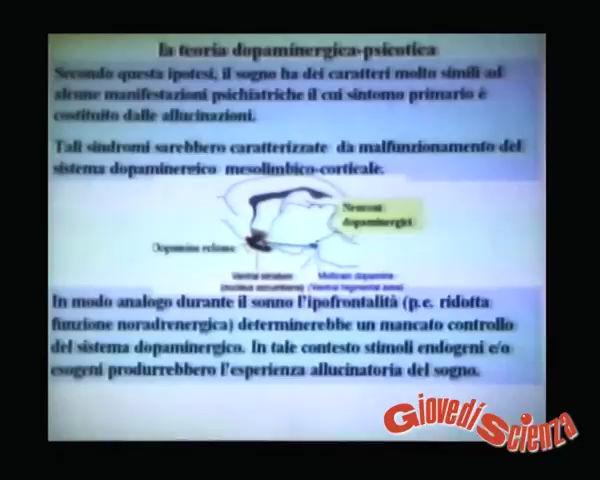 la teoria dopaminergica-psicotica
Secondo questa ipotesi, il sogno ha dei caratteri molto simili ad
alcune manifestazioni psichiatriche il cui sintomo primario è
costituito dalle allucinazioni.
Tali sindromi sarebbero caratterizzate da malfunzionamento del
sistema dopaminergico mesolimbico-corticale.
Neuroni
dopaminergici
Dopamine release
Ventral striatum
Midbrain dopamine
(nucleus accumbens)
(Ventral tegmental area)
In modo analogo durante il sonno l'ipofrontalità (p.e. ridotta
funzione noradrenergica) determinerebbe un mancato controllo
del sistema dopaminergico. In tale contesto stimoli endogeni e/o
esogeni produrrebbero l'esperienza allucinatoria del sogno.
Giovedì
Scienza